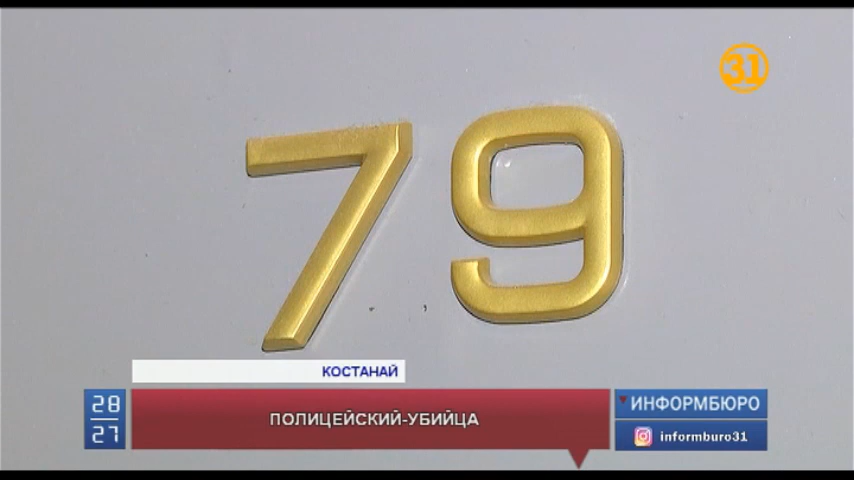 31
79
КОСТАНАЙ
28
27
ПОЛИЦЕЙСКИЙ-УБИЙЦА
ИНФОРМБЮРО
informburo31